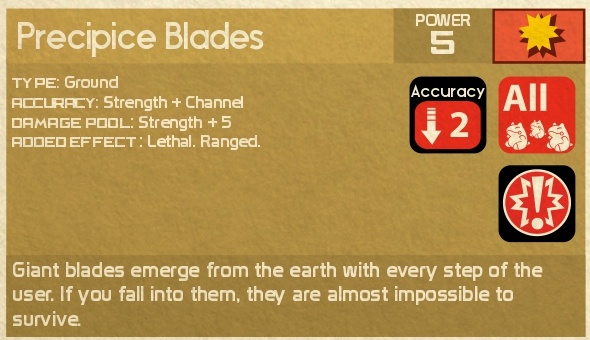 Precipice Blades
POWER
5
TYPE: Ground
ACCURACY: Strength + Channel
DAMAGE POOL: Strength + 5
ADDED EFFECT: Lethal. Ranged.
Accuracy
2
All
Giant blades emerge from the earth with every step of the
user. If you fall into them, they are almost impossible to
survive.